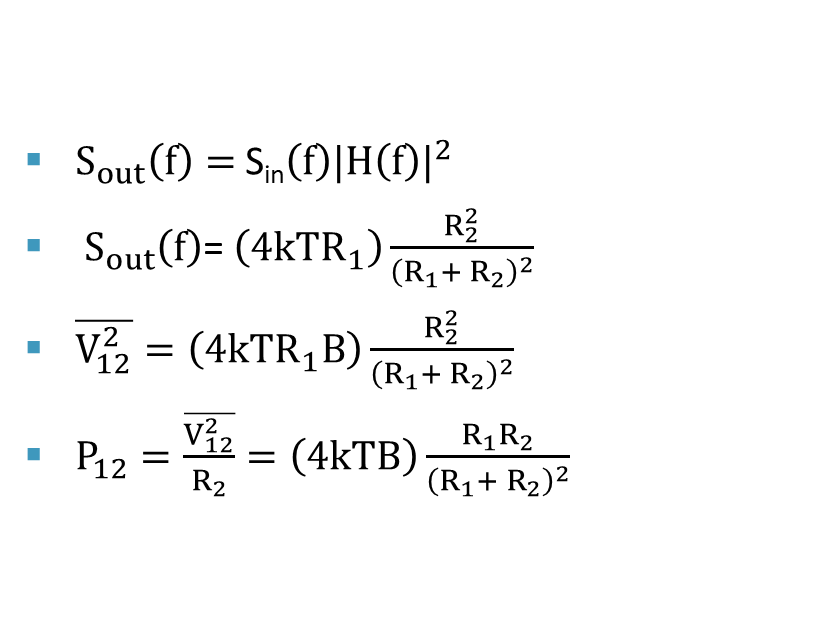 ▪ S_out(f) = S_in(f)|H(f)|²
▪ S_out(f)= (4kTR₁) R₂² / (R₁+ R₂)²
▪ \overline{V₁₂²} = (4kTR₁B) R₂² / (R₁+ R₂)²
▪ P₁₂ = \overline{V₁₂²} / R₂ = (4kTB) R₁R₂ / (R₁+ R₂)²